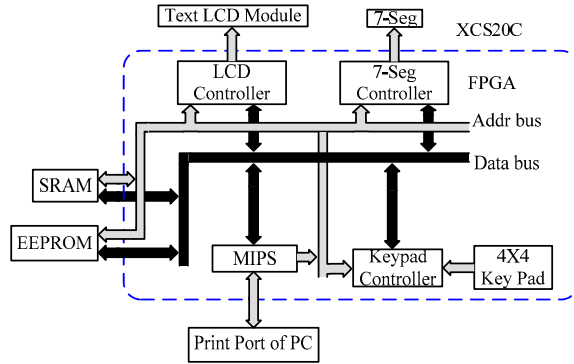 Text LCD Module
7-Seg
XCS20C
LCD
Controller
7-Seg
Controller
FPGA
Addr bus
Data bus
SRAM
EEPROM
MIPS
Keypad
Controller
4X4
Key Pad
Print Port of PC